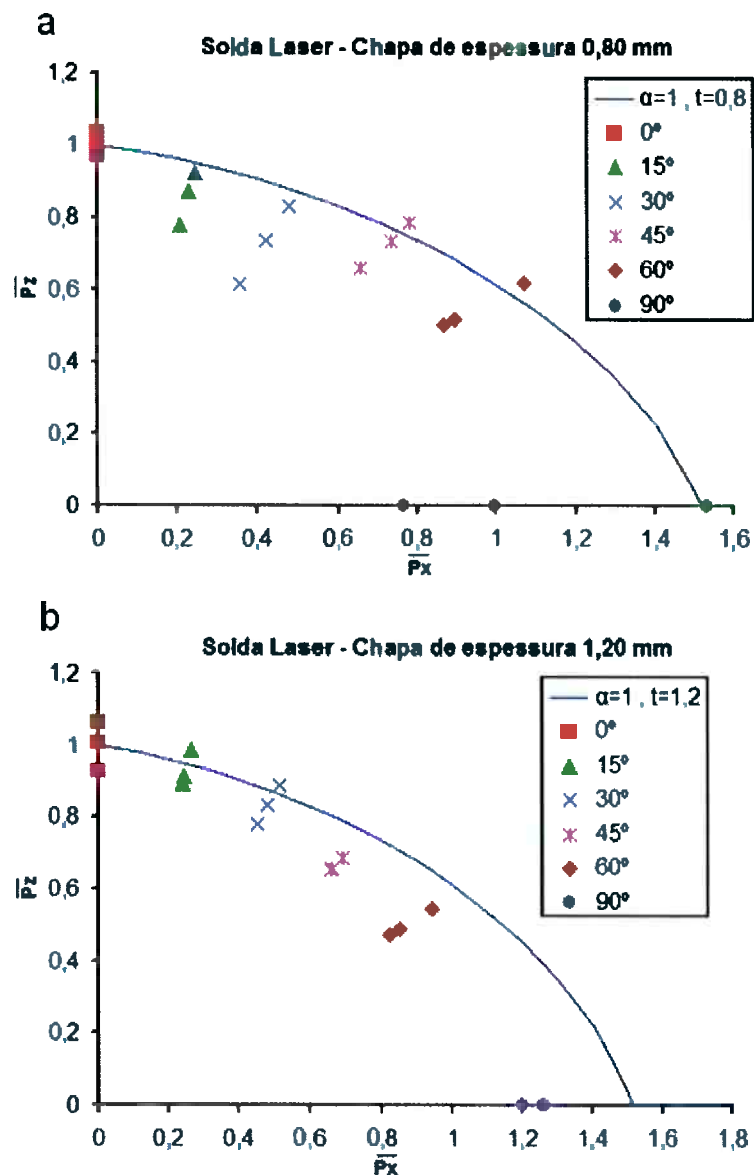 a
Solda Laser - Chapa de espessura 0,80 mm
1,2
1
0,8
0,6
0,4
0,2
0
Pz
0 0,2 0,4 0,6 0,8 1 1,2 1,4 1,6
Px
α=1 , t=0,8
0º
15º
30º
45º
60º
90º
b
Solda Laser - Chapa de espessura 1,20 mm
1,2
1
0,8
0,6
0,4
0,2
0
Pz
0 0,2 0,4 0,6 0,8 1 1,2 1,4 1,6 1,8
Px
α=1 , t=1,2
0º
15º
30º
45º
60º
90º